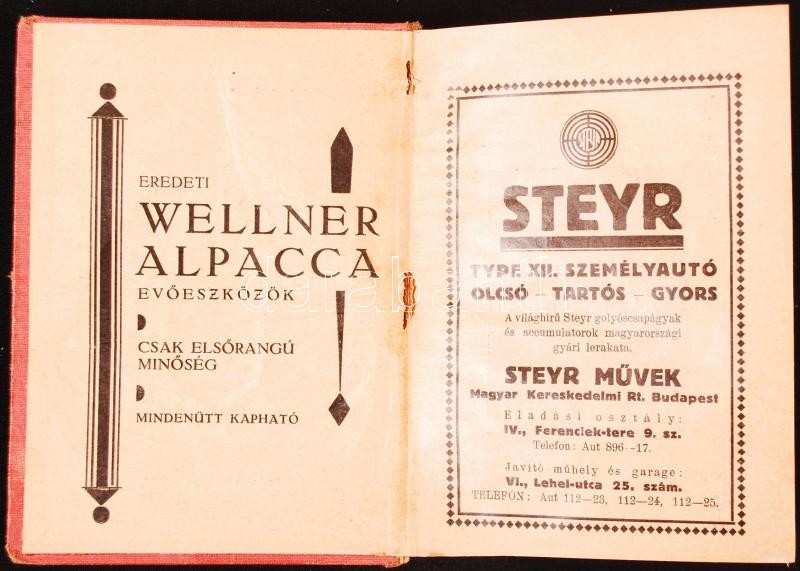 EREDETI
WELLNER
ALPACCA
EVŐESZKÖZÖK
CSAK ELSŐRANGÚ
MINŐSÉG
MINDENÜTT KAPHATÓ
STEYR
TYPE XII. SZEMÉLYAUTÓ
OLCSÓ – TARTÓS – GYORS
A világhírű Steyr golyóscsapágyak
és accumulatorok magyarországi
gyári lerakata.
STEYR MŰVEK
Magyar Kereskedelmi Rt. Budapest
Eladási osztály:
IV., Ferenciek-tere 9. sz.
Telefon: Aut 896—17.
Javitó műhely és garage:
VI., Lehel-utca 25. szám.
TELEFON: Aut 112—23, 112—24, 112—25.